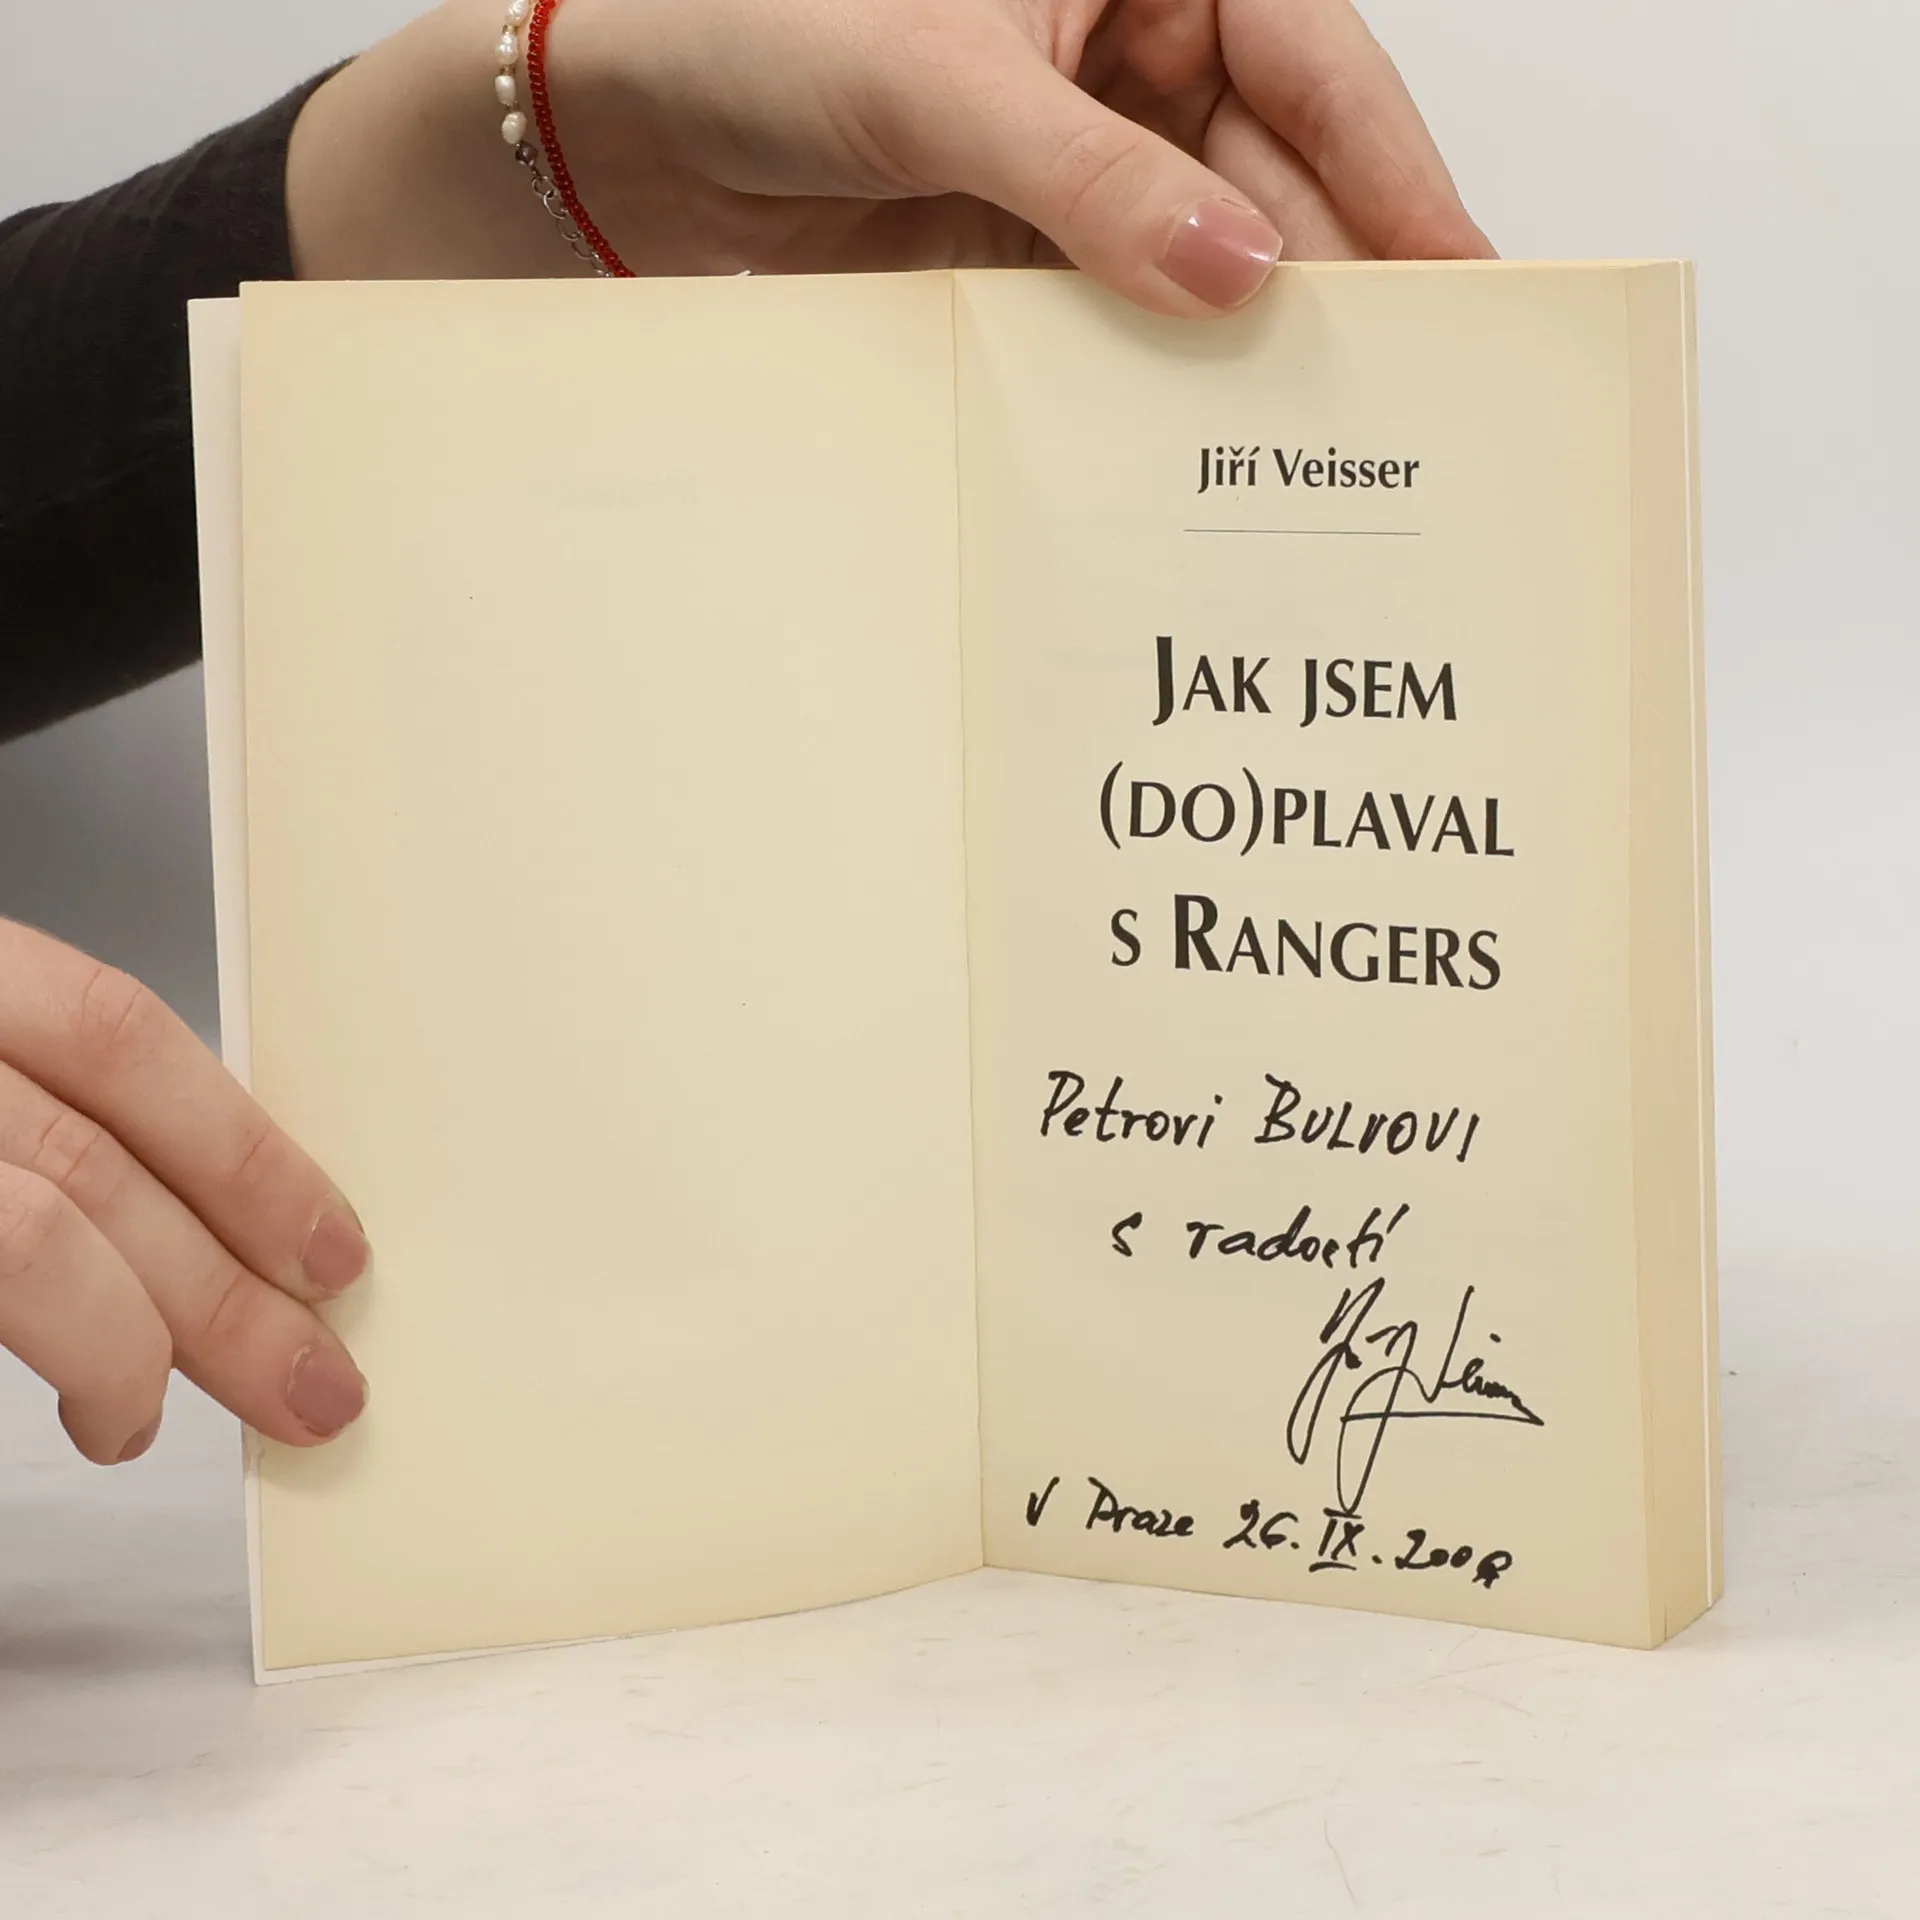 Jiří Veisser
JAK JSEM
(DO)PLAVAL
S RANGERS
Petrovi BULVOVI
s radostí
V Praze 26. IX. 2008